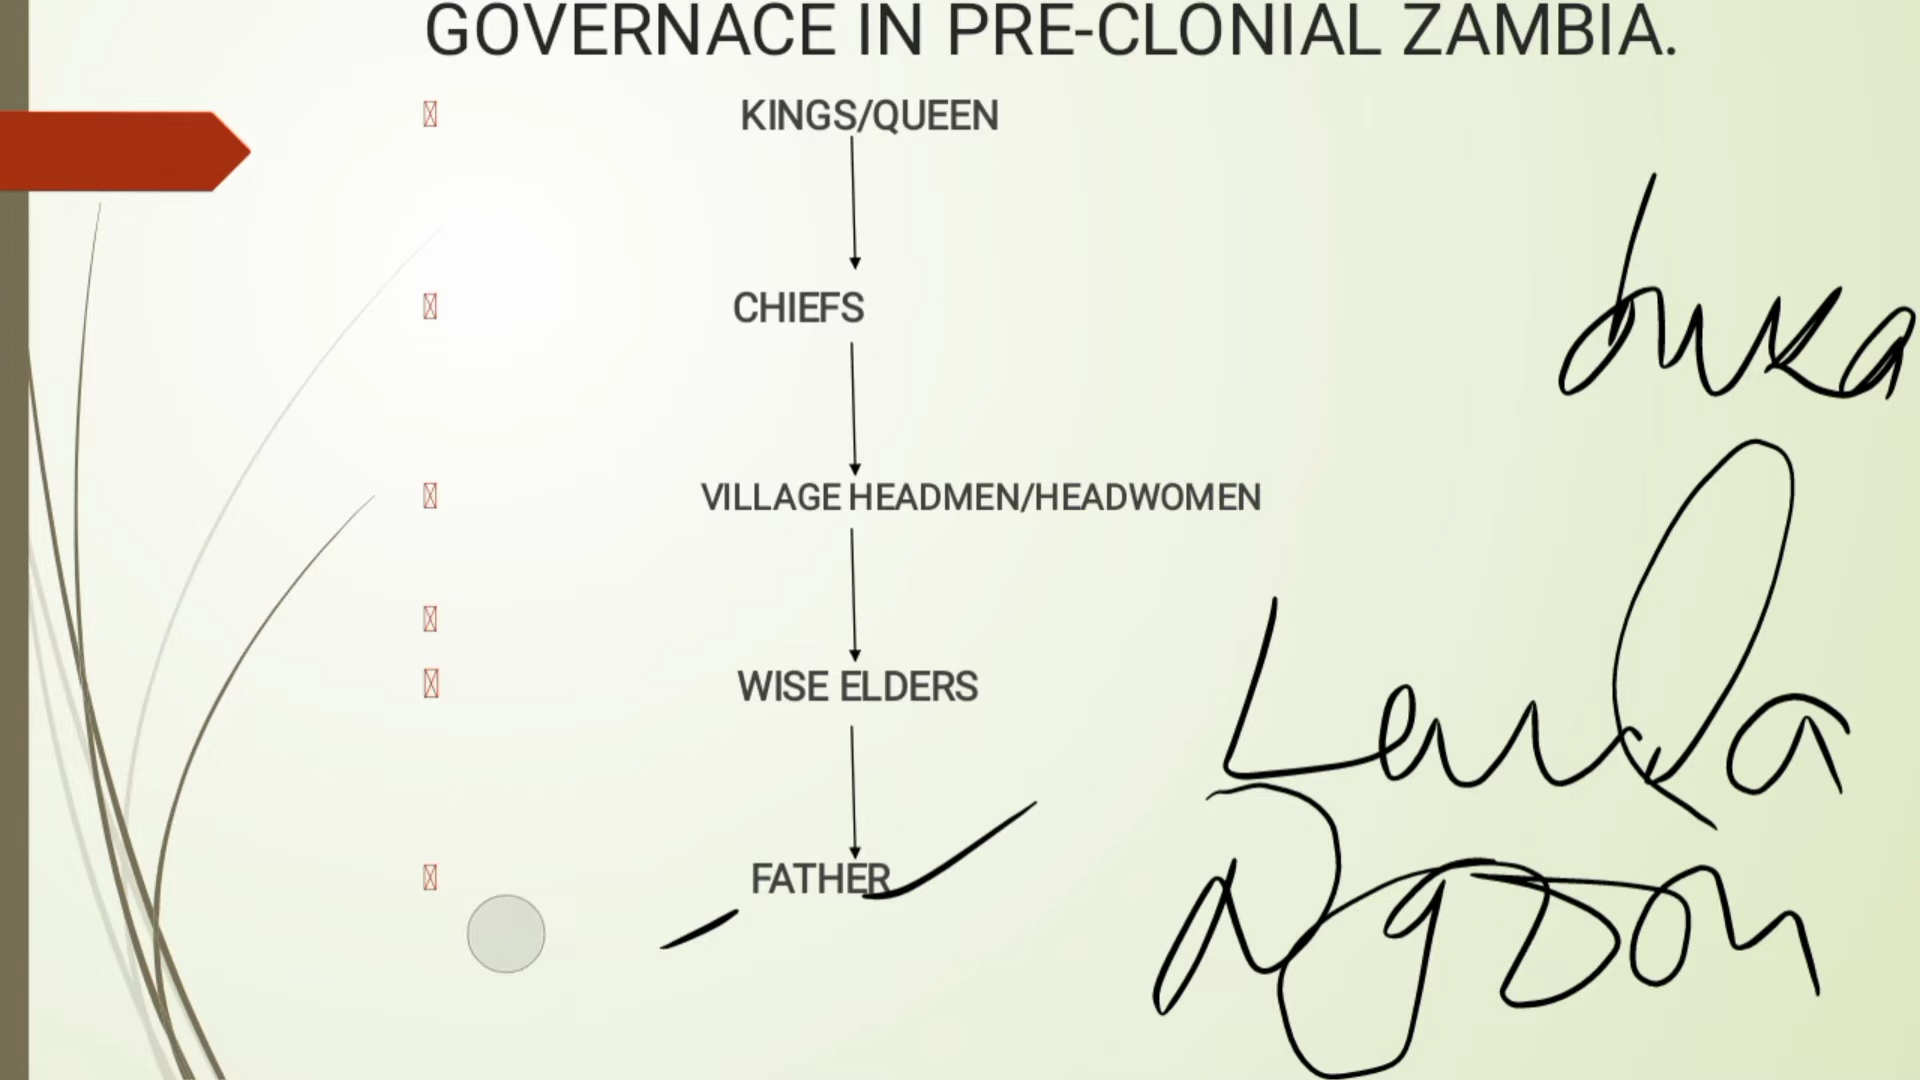 GOVERNACE IN PRE-CLONIAL ZAMBIA.
KINGS/QUEEN
CHIEFS
VILLAGE HEADMEN/HEADWOMEN
WISE ELDERS
FATHER